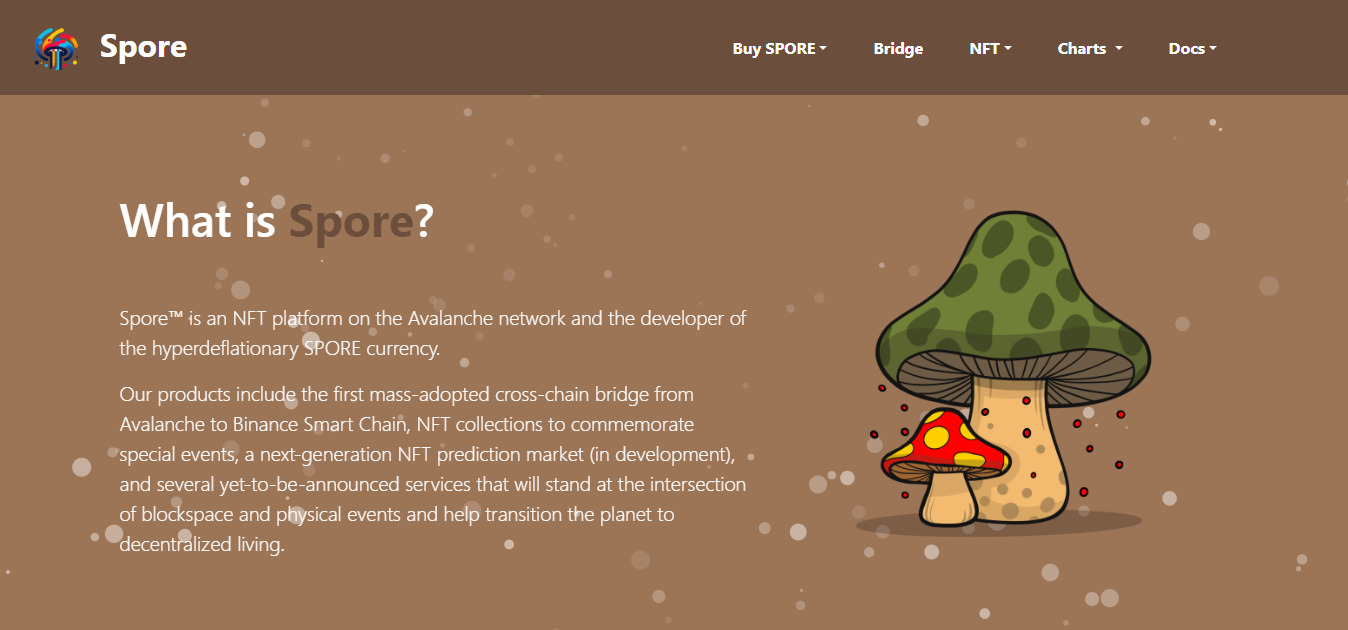 Spore
Buy SPORE Bridge NFT Charts Docs
What is Spore?
Spore™ is an NFT platform on the Avalanche network and the developer of
the hyperdeflationary SPORE currency.
Our products include the first mass-adopted cross-chain bridge from
Avalanche to Binance Smart Chain, NFT collections to commemorate
special events, a next-generation NFT prediction market (in development),
and several yet-to-be-announced services that will stand at the intersection
of blockspace and physical events and help transition the planet to
decentralized living.